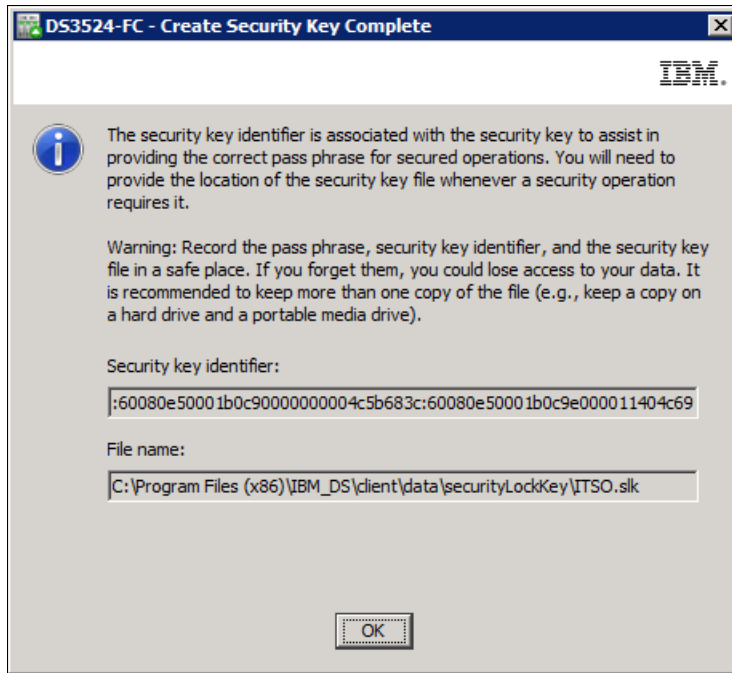 DS3524-FC - Create Security Key Complete
IBM.
The security key identifier is associated with the security key to assist in
providing the correct pass phrase for secured operations. You will need to
provide the location of the security key file whenever a security operation
requires it.
Warning: Record the pass phrase, security key identifier, and the security key
file in a safe place. If you forget them, you could lose access to your data. It
is recommended to keep more than one copy of the file (e.g., keep a copy on
a hard drive and a portable media drive).
Security key identifier:
:60080e50001b0c90000000004c5b683c:60080e50001b0c9e000011404c69
File name:
C:\Program Files (x86)\IBM_DS\client\data\securityLockKey\ITSO.slk
OK